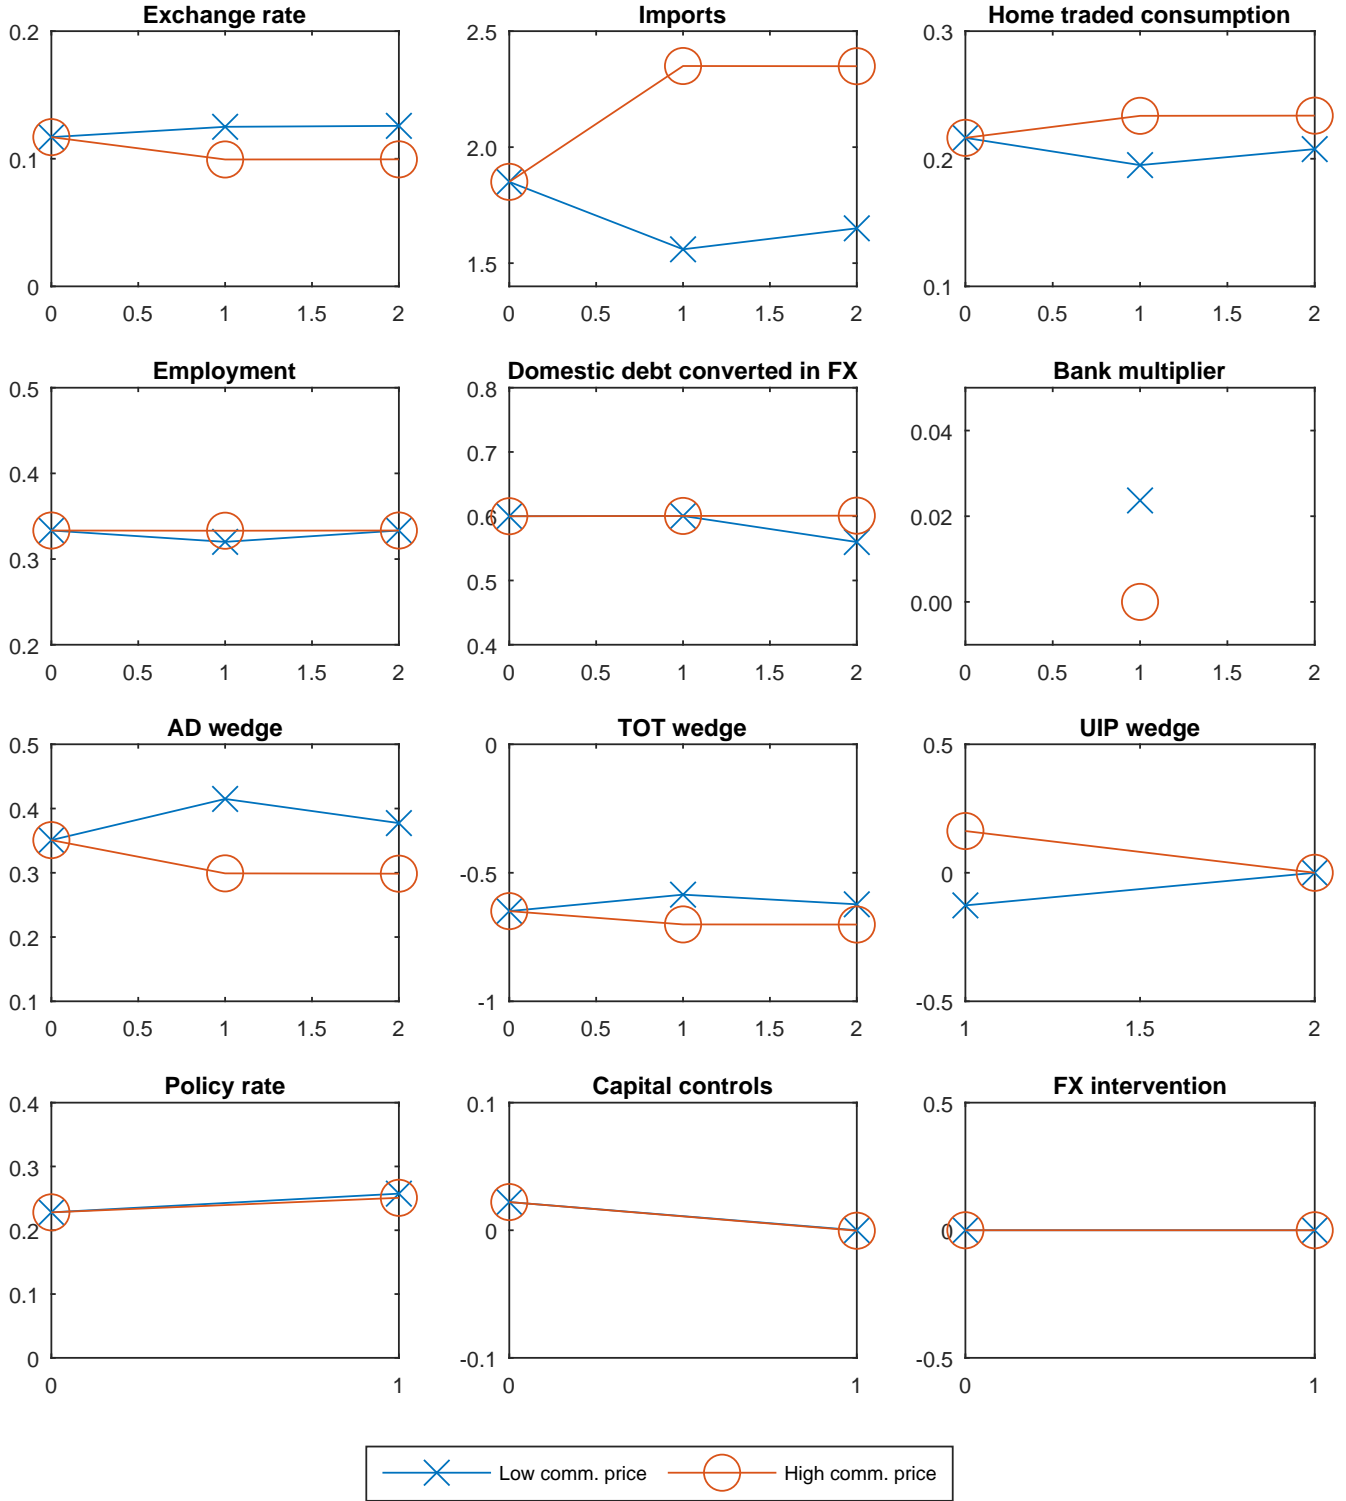 Exchange rate
0.2
0.1
0
0 0.5 1 1.5 2
Imports
2.5
2.0
1.5
0 0.5 1 1.5 2
Home traded consumption
0.3
0.2
0.1
0 0.5 1 1.5 2
Employment
0.5
0.4
0.3
0.2
0 0.5 1 1.5 2
Domestic debt converted in FX
0.8
0.7
0.6
0.5
0.4
0 0.5 1 1.5 2
Bank multiplier
0.04
0.02
0.00
0 0.5 1 1.5 2
AD wedge
0.5
0.4
0.3
0.2
0.1
0 0.5 1 1.5 2
TOT wedge
0
-0.5
-1
0 0.5 1 1.5 2
UIP wedge
0.5
0
-0.5
1 1.5 2
Policy rate
0.4
0.3
0.2
0.1
0
0 1
Capital controls
0.1
0
-0.1
0 1
FX intervention
0.5
0
-0.5
0 1
Low comm. price High comm. price